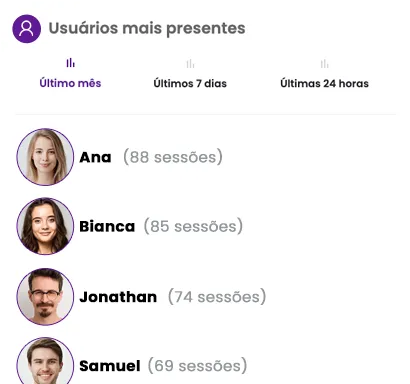 Usuários mais presentes
Último mês Últimos 7 dias Últimas 24 horas
Ana (88 sessões)
Bianca (85 sessões)
Jonathan (74 sessões)
Samuel (69 sessões)